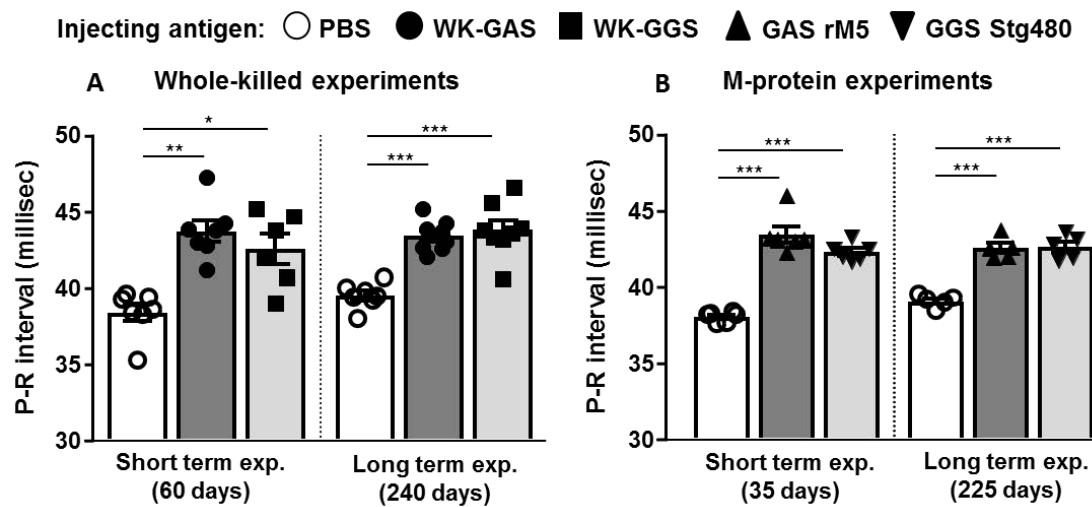 Injecting antigen: PBS WK-GAS WK-GGS GAS rM5 GGS Stg480
A Whole-killed experiments
B M-protein experiments
P-R interval (millisec)
50
45
40
35
30
*
**
***
***
Short term exp.
(60 days)
Long term exp.
(240 days)
P-R interval (millisec)
50
45
40
35
30
***
***
***
***
Short term exp.
(35 days)
Long term exp.
(225 days)